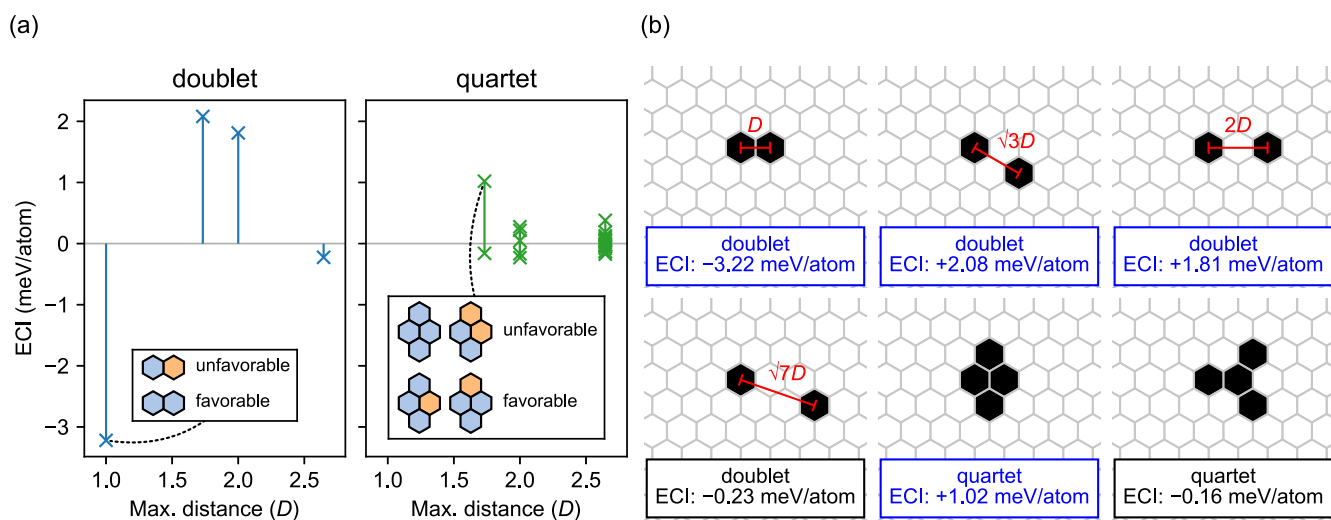 (a)
doublet
quartet
ECI (meV/atom)
2
1
0
−1
−2
−3
unfavorable
favorable
unfavorable
favorable
1.0 1.5 2.0 2.5
Max. distance (D)
1.0 1.5 2.0 2.5
Max. distance (D)
(b)
D
doublet
ECI: −3.22 meV/atom
√3D
doublet
ECI: +2.08 meV/atom
2D
doublet
ECI: +1.81 meV/atom
√7D
doublet
ECI: −0.23 meV/atom
quartet
ECI: +1.02 meV/atom
quartet
ECI: −0.16 meV/atom